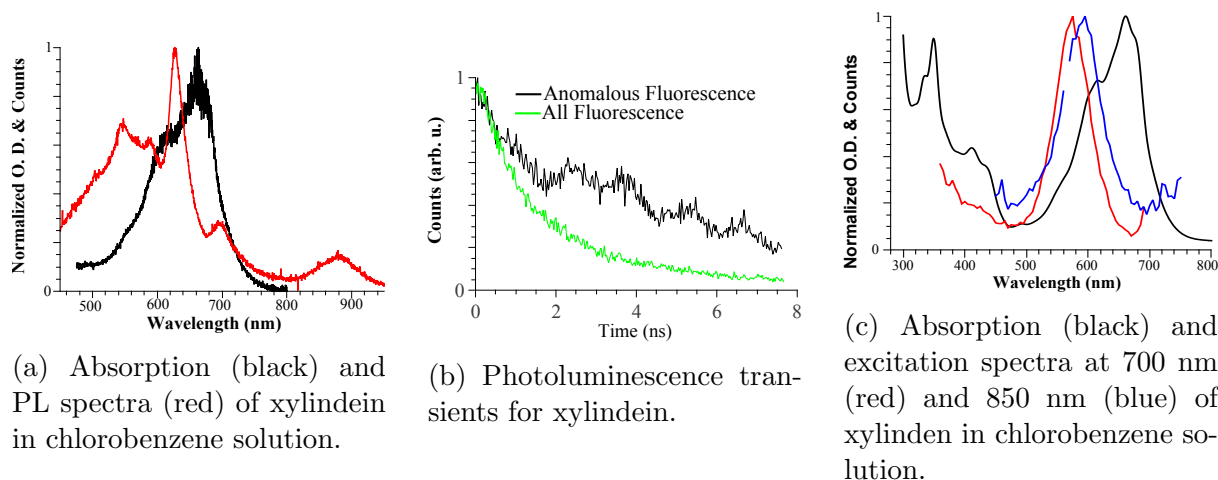 Normalized O. D. & Counts
1
0
500
600
700
800
900
Wavelength (nm)
(a) Absorption (black) and
PL spectra (red) of xylindein
in chlorobenzene solution.
Counts (arb. u.)
1
0
Anomalous Fluorescence
All Fluorescence
0
2
4
6
8
Time (ns)
(b) Photoluminescence tran-
sients for xylindein.
Normalized O.D. & Counts
1
0
300
400
500
600
700
800
Wavelength (nm)
(c) Absorption (black) and
excitation spectra at 700 nm
(red) and 850 nm (blue) of
xylinden in chlorobenzene so-
lution.